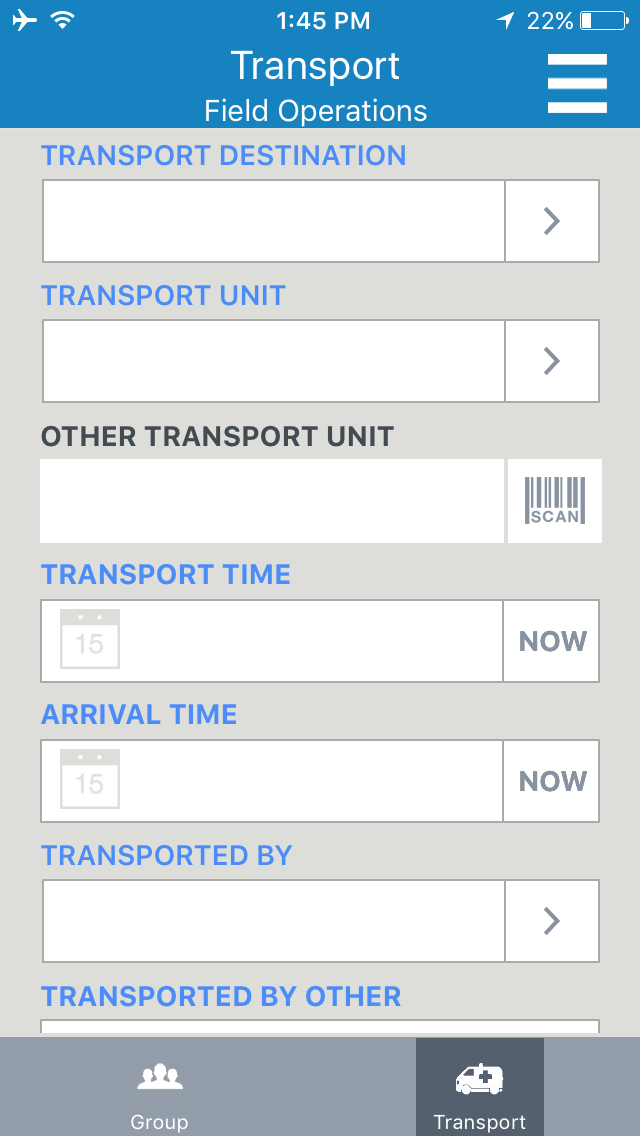 1:45 PM
22%
Transport
Field Operations
TRANSPORT DESTINATION
TRANSPORT UNIT
OTHER TRANSPORT UNIT
SCAN
TRANSPORT TIME
15
NOW
ARRIVAL TIME
15
NOW
TRANSPORTED BY
TRANSPORTED BY OTHER
Group
Transport